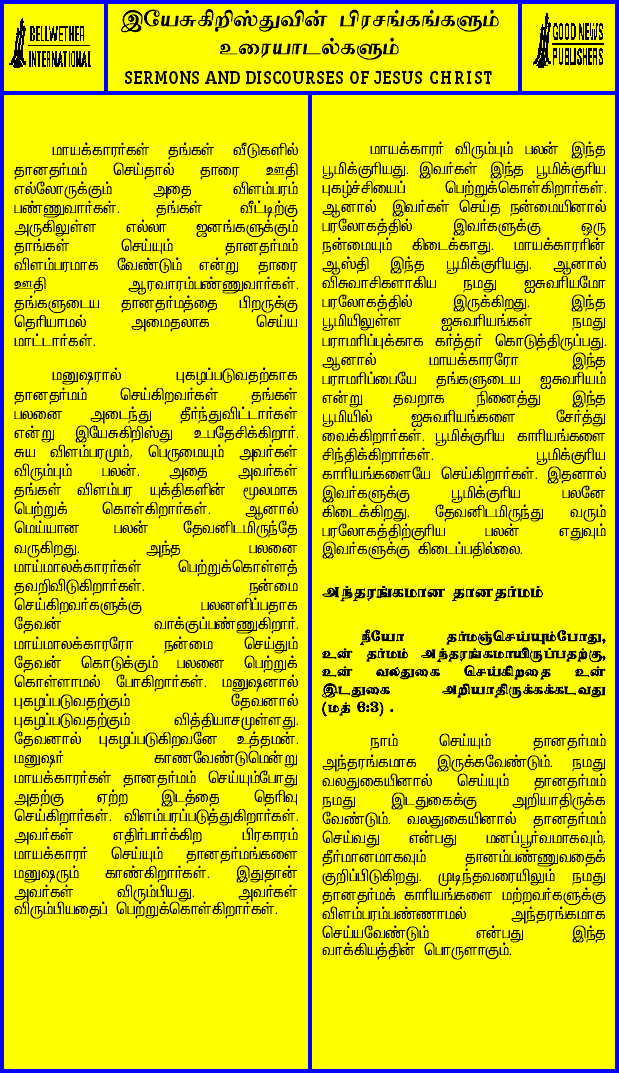 BELLWETHER
INTERNATIONAL
இயேசுகிறிஸ்துவின் பிரசங்கங்களும்
உரையாடல்களும்
SERMONS AND DISCOURSES OF JESUS CHRIST
GOOD NEWS
PUBLISHERS
மாயக்காரர்கள் தங்கள் வீடுகளில்
தானதர்மம் செய்தால் தாரை ஊதி
எல்லோருக்கும் அதை விளம்பரம்
பண்ணுவார்கள். தங்கள் வீட்டிற்கு
அருகிலுள்ள எல்லா ஜனங்களுக்கும்
தாங்கள் செய்யும் தானதர்மம்
விளம்பரமாக வேண்டும் என்று தாரை
ஊதி ஆரவாரம்பண்ணுவார்கள்.
தங்களுடைய தானதர்மத்தை பிறருக்கு
தெரியாமல் அமைதலாக செய்ய
மாட்டார்கள்.
மனுஷரால் புகழப்படுவதற்காக
தானதர்மம் செய்கிறவர்கள் தங்கள்
பலனை அடைந்து தீர்ந்துவிட்டார்கள்
என்று இயேசுகிறிஸ்து உபதேசிக்கிறார்.
சுய விளம்பரமும், பெருமையும் அவர்கள்
விரும்பும் பலன். அதை அவர்கள்
தங்கள் விளம்பர யுக்திகளின் மூலமாக
பெற்றுக் கொள்கிறார்கள். ஆனால்
மெய்யான பலன் தேவனிடமிருந்தே
வருகிறது. அந்த பலனை
மாய்மாலக்காரர்கள் பெற்றுக்கொள்ளத்
தவறிவிடுகிறார்கள். நன்மை
செய்கிறவர்களுக்கு பலனளிப்பதாக
தேவன் வாக்குப்பண்ணுகிறார்.
மாய்மாலக்காரரோ நன்மை செய்தும்
தேவன் கொடுக்கும் பலனை பெற்றுக்
கொள்ளாமல் போகிறார்கள். மனுஷனால்
புகழப்படுவதற்கும் தேவனால்
புகழப்படுவதற்கும் வித்தியாசமுள்ளது.
தேவனால் புகழப்படுகிறவனே உத்தமன்.
மனுஷர் காணவேண்டுமென்று
மாயக்காரர்கள் தானதர்மம் செய்யும்போது
அதற்கு ஏற்ற இடத்தை தெரிவு
செய்கிறார்கள். விளம்பரப்படுத்துகிறார்கள்.
அவர்கள் எதிர்பார்க்கிற பிரகாரம்
மாயக்காரர் செய்யும் தானதர்மங்களை
மனுஷரும் காண்கிறார்கள். இதுதான்
அவர்கள் விரும்பியது. அவர்கள்
விரும்பியதைப் பெற்றுக்கொள்கிறார்கள்.
மாயக்காரர் விரும்பும் பலன் இந்த
பூமிக்குரியது. இவர்கள் இந்த பூமிக்குரிய
புகழ்ச்சியைப் பெற்றுக்கொள்கிறார்கள்.
ஆனால் இவர்கள் செய்த நன்மையினால்
பரலோகத்தில் இவர்களுக்கு ஒரு
நன்மையும் கிடைக்காது. மாயக்காரரின்
ஆஸ்தி இந்த பூமிக்குரியது. ஆனால்
விசுவாசிகளாகிய நமது ஐசுவரியமோ
பரலோகத்தில் இருக்கிறது. இந்த
பூமியிலுள்ள ஐசுவரியங்கள் நமது
பராமரிப்புக்காக கர்த்தர் கொடுத்திருப்பது.
ஆனால் மாயக்காரரோ இந்த
பராமரிப்பையே தங்களுடைய ஐசுவரியம்
என்று தவறாக நினைத்து இந்த
பூமியில் ஐசுவரியங்களை சேர்த்து
வைக்கிறார்கள். பூமிக்குரிய காரியங்களை
சிந்திக்கிறார்கள். பூமிக்குரிய
காரியங்களையே செய்கிறார்கள். இதனால்
இவர்களுக்கு பூமிக்குரிய பலனே
கிடைக்கிறது. தேவனிடமிருந்து வரும்
பரலோகத்திற்குரிய பலன் எதுவும்
இவர்களுக்கு கிடைப்பதில்லை.
அந்தரங்கமான தானதர்மம்
நீயோ தர்மஞ்செய்யும்போது,
உன் தர்மம் அந்தரங்கமாயிருப்பதற்கு,
உன் வலதுகை செய்கிறதை உன்
இடதுகை அறியாதிருக்கக்கடவது
(மத் 6:3) .
நாம் செய்யும் தானதர்மம்
அந்தரங்கமாக இருக்கவேண்டும். நமது
வலதுகையினால் செய்யும் தானதர்மம்
நமது இடதுகைக்கு அறியாதிருக்க
வேண்டும். வலதுகையினால் தானதர்மம்
செய்வது என்பது மனப்பூர்வமாகவும்,
தீர்மானமாகவும் தானம்பண்ணுவதைக்
குறிப்பிடுகிறது. முடிந்தவரையிலும் நமது
தானதர்மக் காரியங்களை மற்றவர்களுக்கு
விளம்பரம்பண்ணாமல் அந்தரங்கமாக
செய்யவேண்டும் என்பது இந்த
வாக்கியத்தின் பொருளாகும்.